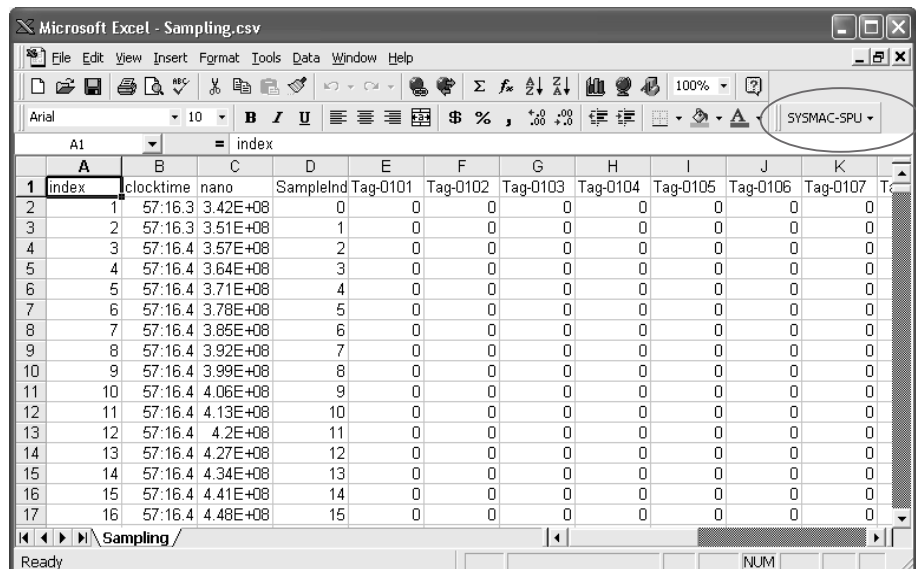 Microsoft Excel - Sampling.csv
File Edit View Insert Format Tools Data Window Help
100%
Arial 10 B I U $ % , SYSMAC-SPU
A1 = index
A B C D E F G H I J K
1 index clocktime nano SampleInd Tag-0101 Tag-0102 Tag-0103 Tag-0104 Tag-0105 Tag-0106 Tag-0107
2 1 57:16.3 3.42E+08 0 0 0 0 0 0 0 0
3 2 57:16.3 3.51E+08 1 0 0 0 0 0 0 0
4 3 57:16.4 3.57E+08 2 0 0 0 0 0 0 0
5 4 57:16.4 3.64E+08 3 0 0 0 0 0 0 0
6 5 57:16.4 3.71E+08 4 0 0 0 0 0 0 0
7 6 57:16.4 3.78E+08 5 0 0 0 0 0 0 0
8 7 57:16.4 3.85E+08 6 0 0 0 0 0 0 0
9 8 57:16.4 3.92E+08 7 0 0 0 0 0 0 0
10 9 57:16.4 3.99E+08 8 0 0 0 0 0 0 0
11 10 57:16.4 4.06E+08 9 0 0 0 0 0 0 0
12 11 57:16.4 4.13E+08 10 0 0 0 0 0 0 0
13 12 57:16.4 4.2E+08 11 0 0 0 0 0 0 0
14 13 57:16.4 4.27E+08 12 0 0 0 0 0 0 0
15 14 57:16.4 4.34E+08 13 0 0 0 0 0 0 0
16 15 57:16.4 4.41E+08 14 0 0 0 0 0 0 0
17 16 57:16.4 4.48E+08 15 0 0 0 0 0 0 0
Sampling
Ready NUM